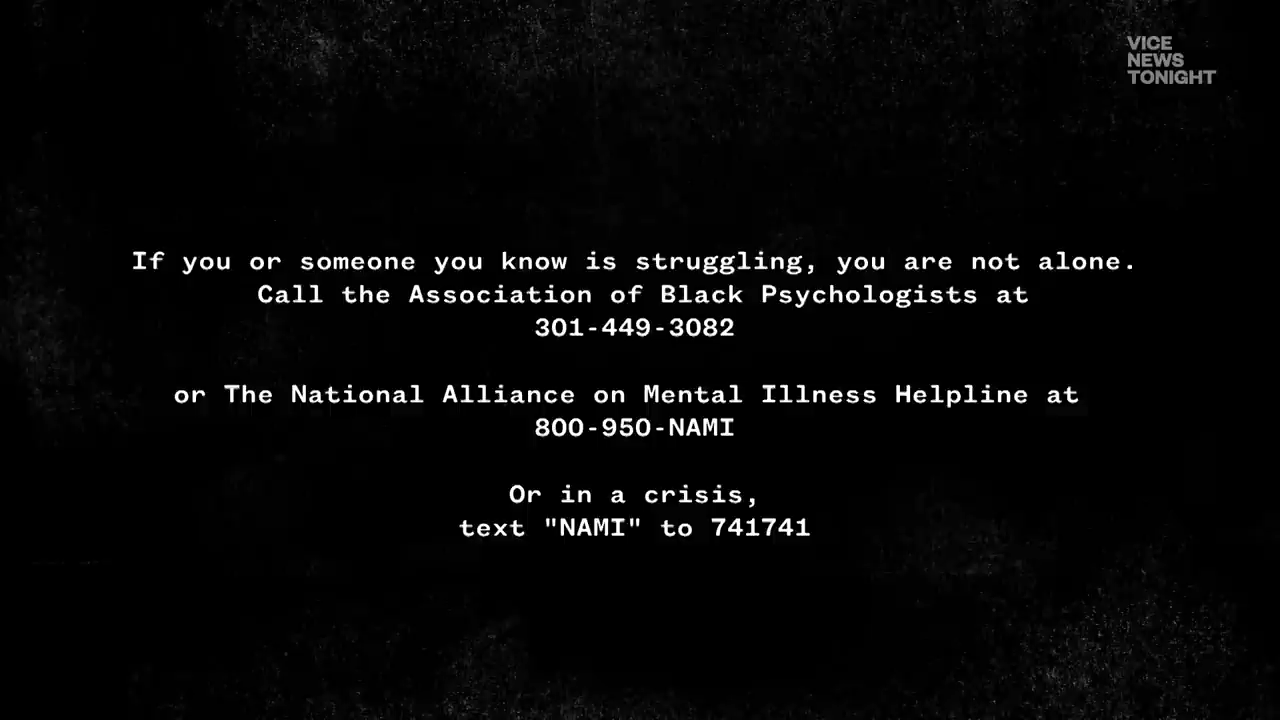 VICE
NEWS
TONIGHT
If you or someone you know is struggling, you are not alone.
Call the Association of Black Psychologists at
301-449-3082
or The National Alliance on Mental Illness Helpline at
800-950-NAMI
Or in a crisis,
text "NAMI" to 741741